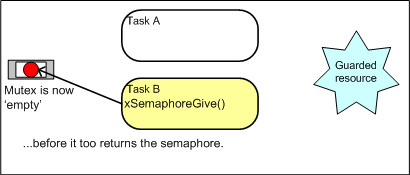 Task A
Guarded
resource
Task B
xSemaphoreGive()
Mutex is now
‘empty’
...before it too returns the semaphore.